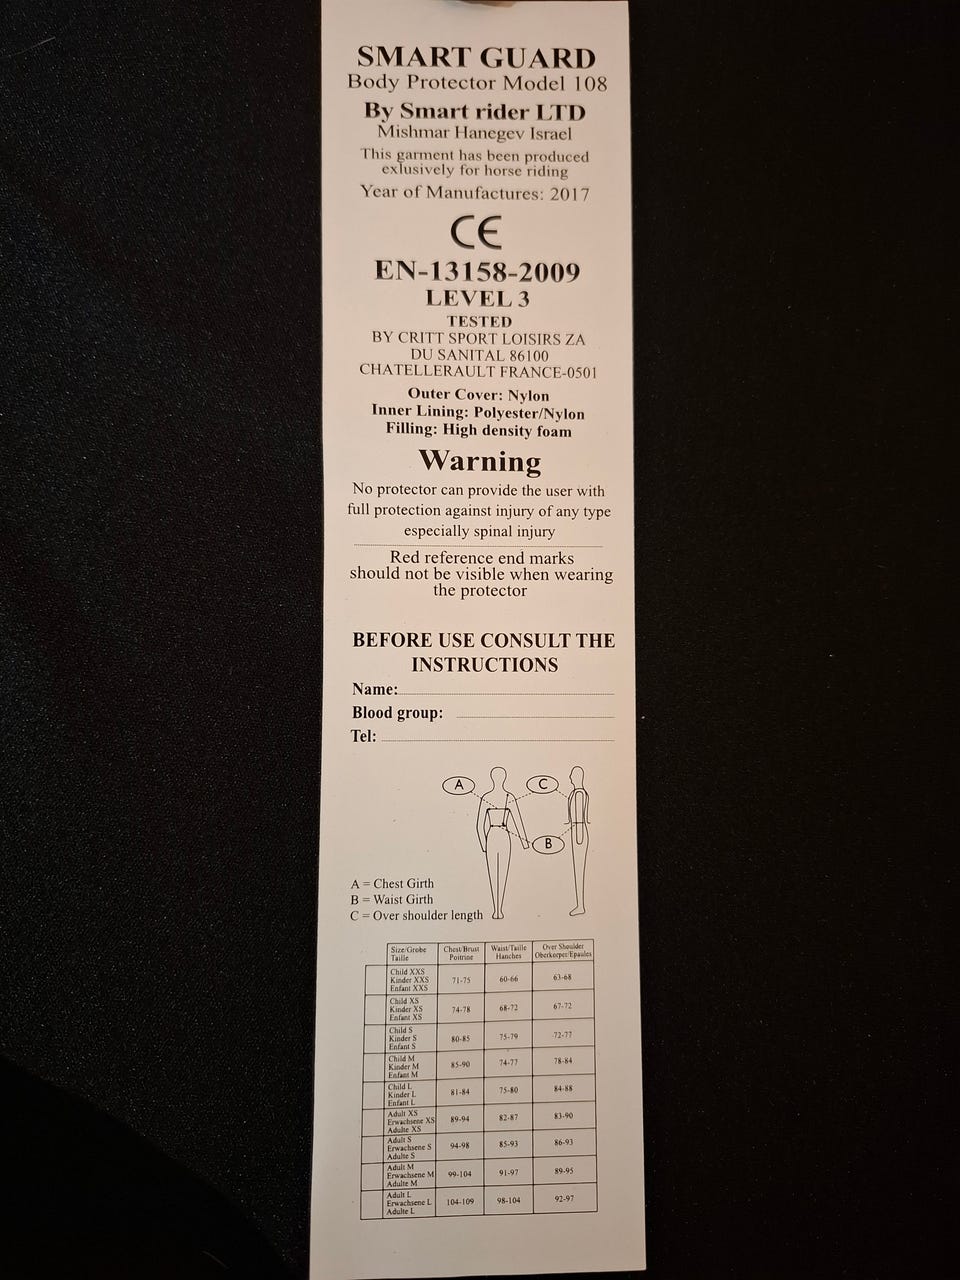 SMART GUARD
Body Protector Model 108
By Smart rider LTD
Mishmar Hanegev Israel
This garment has been produced
exlusively for horse riding
Year of Manufactures: 2017
CE
EN-13158-2009
LEVEL 3
TESTED
BY CRITT SPORT LOISIRS ZA
DU SANITAL 86100
CHATELLERAULT FRANCE-0501
Outer Cover: Nylon
Inner Lining: Polyester/Nylon
Filling: High density foam
Warning
No protector can provide the user with
full protection against injury of any type
especially spinal injury
Red reference end marks
should not be visible when wearing
the protector
BEFORE USE CONSULT THE
INSTRUCTIONS
Name:
Blood group:
Tel:
A C
B
A = Chest Girth
B = Waist Girth
C = Over shoulder length
Size/Grobe Chest/Brust Waist/Taille Over Shoulder
Taille Poitrine Hanches Oberkorper/Epaules
Child XXS
Kinder XXS 71-75 60-66 63-68
Enfant XXS
Child XS
Kinder XS 74-78 68-72 67-72
Enfant XS
Child S
Kinder S 80-85 75-79 72-77
Enfant S
Child M
Kinder M 85-90 74-77 78-84
Enfant M
Child L
Kinder L 81-84 75-80 84-88
Enfant L
Adult XS
Erwachsene XS 89-94 82-87 83-90
Adulte XS
Adult S
Erwachsene S 94-98 85-93 86-93
Adulte S
Adult M
Erwachsene M 99-104 91-97 89-95
Adulte M
Adult L
Erwachsene L 104-109 98-104 92-97
Adulte L